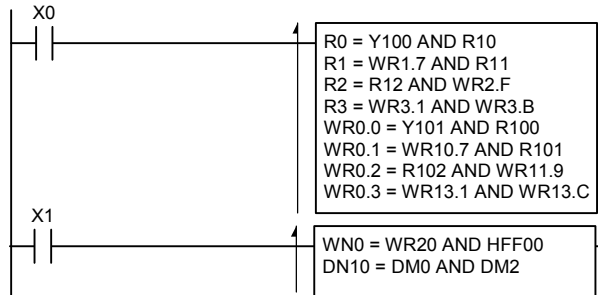 X0
R0 = Y100 AND R10
R1 = WR1.7 AND R11
R2 = R12 AND WR2.F
R3 = WR3.1 AND WR3.B
WR0.0 = Y101 AND R100
WR0.1 = WR10.7 AND R101
WR0.2 = R102 AND WR11.9
WR0.3 = WR13.1 AND WR13.C
X1
WN0 = WR20 AND HFF00
DN10 = DM0 AND DM2